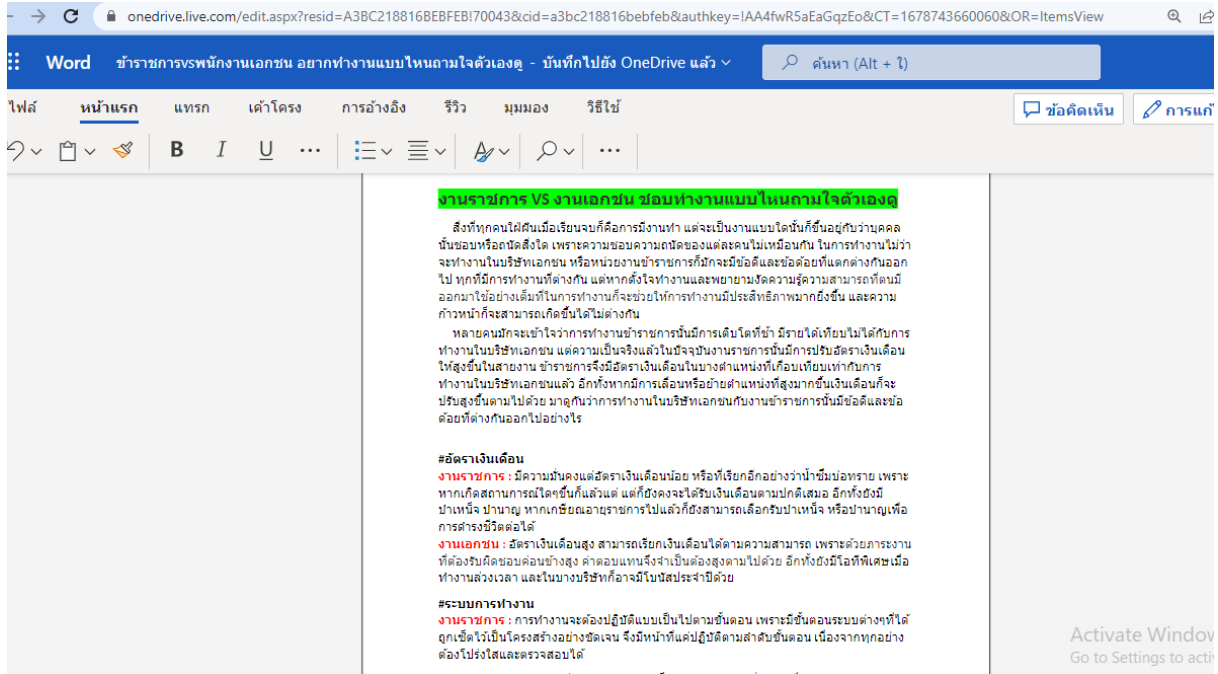 onedrive.live.com/edit.aspx?resid=A3BC218816BEBFEB!70043&cid=a3bc218816bebfeb&authkey=!AA4fwR5aEaGqzEo&CT=1678743660060&OR=ItemsView
Word ข้าราชการvsพนักงานเอกชน อยากทำงานแบบไหนถามใจตัวเองดู - บันทึกไปยัง OneDrive แล้ว ค้นหา (Alt + ใ)
ไฟล์ หน้าแรก แทรก เค้าโครง การอ้างอิง รีวิว มุมมอง วิธีใช้ ข้อคิดเห็น
B I U
งานราชการ VS งานเอกชน ชอบทำงานแบบไหนถามใจตัวเองดู
สิ่งที่ทุกคนใฝ่ฝันเมื่อเรียนจบก็คือการมีงานทำ แต่จะเป็นงานแบบใดนั้นก็ขึ้นอยู่กับว่าบุคคล
นั้นชอบหรือถนัดสิ่งใด เพราะความชอบความถนัดของแต่ละคนไม่เหมือนกัน ในการทำงานไม่ว่า
จะทำงานในบริษัทเอกชน หรือหน่วยงานข้าราชการก็มักจะมีข้อดีและข้อด้อยที่แตกต่างกันออก
ไป ทุกที่มีการทำงานที่ต่างกัน แต่หากตั้งใจทำงานและพยายามงัดความรู้ความสามารถที่ตนมี
ออกมาใช้อย่างเต็มที่ในการทำงานก็จะช่วยให้การทำงานมีประสิทธิภาพมากยิ่งขึ้น และความ
ก้าวหน้าก็จะสามารถเกิดขึ้นได้ไม่ต่างกัน
หลายคนมักจะเข้าใจว่าการทำงานข้าราชการนั้นมีการเติบโตที่ช้า มีรายได้เทียบไม่ได้กับการ
ทำงานในบริษัทเอกชน แต่ความเป็นจริงแล้วในปัจจุบันงานราชการนั้นมีการปรับอัตราเงินเดือน
ให้สูงขึ้นในสายงาน ข้าราชการจึงมีอัตราเงินเดือนในบางตำแหน่งที่เกือบเทียบเท่ากับการ
ทำงานในบริษัทเอกชนแล้ว อีกทั้งหากมีการเลื่อนหรือย้ายตำแหน่งที่สูงมากขึ้นเงินเดือนก็จะ
ปรับสูงขึ้นตามไปด้วย มาดูกันว่าการทำงานในบริษัทเอกชนกับงานข้าราชการนั้นมีข้อดีและข้อ
ด้อยที่ต่างกันออกไปอย่างไร
#อัตราเงินเดือน
งานราชการ : มีความมั่นคงแต่อัตราเงินเดือนน้อย หรือที่เรียกอีกอย่างว่าน้ำซึมบ่อทราย เพราะ
หากเกิดสถานการณ์ใดๆขึ้นก็แล้วแต่ แต่ก็ยังคงจะได้รับเงินเดือนตามปกติเสมอ อีกทั้งยังมี
บำเหน็จ บำนาญ หากเกษียณอายุราชการไปแล้วก็ยังสามารถเลือกรับบำเหน็จ หรือบำนาญเพื่อ
การดำรงชีวิตต่อได้
งานเอกชน : อัตราเงินเดือนสูง สามารถเรียกเงินเดือนได้ตามความสามารถ เพราะด้วยภาระงาน
ที่ต้องรับผิดชอบค่อนข้างสูง ค่าตอบแทนจึงจำเป็นต้องสูงตามไปด้วย อีกทั้งยังมีโอทีพิเศษเมื่อ
ทำงานล่วงเวลา และในบางบริษัทก็อาจมีโบนัสประจำปีด้วย
#ระบบการทำงาน
งานราชการ : การทำงานจะต้องปฏิบัติแบบเป็นไปตามขั้นตอน เพราะมีขั้นตอนระบบต่างๆที่ได้
ถูกเซ็ตไว้เป็นโครงสร้างอย่างชัดเจน จึงมีหน้าที่แค่ปฏิบัติตามลำดับขั้นตอน เนื่องจากทุกอย่าง
ต้องโปร่งใสและตรวจสอบได้
Activate Window
Go to Settings to acti